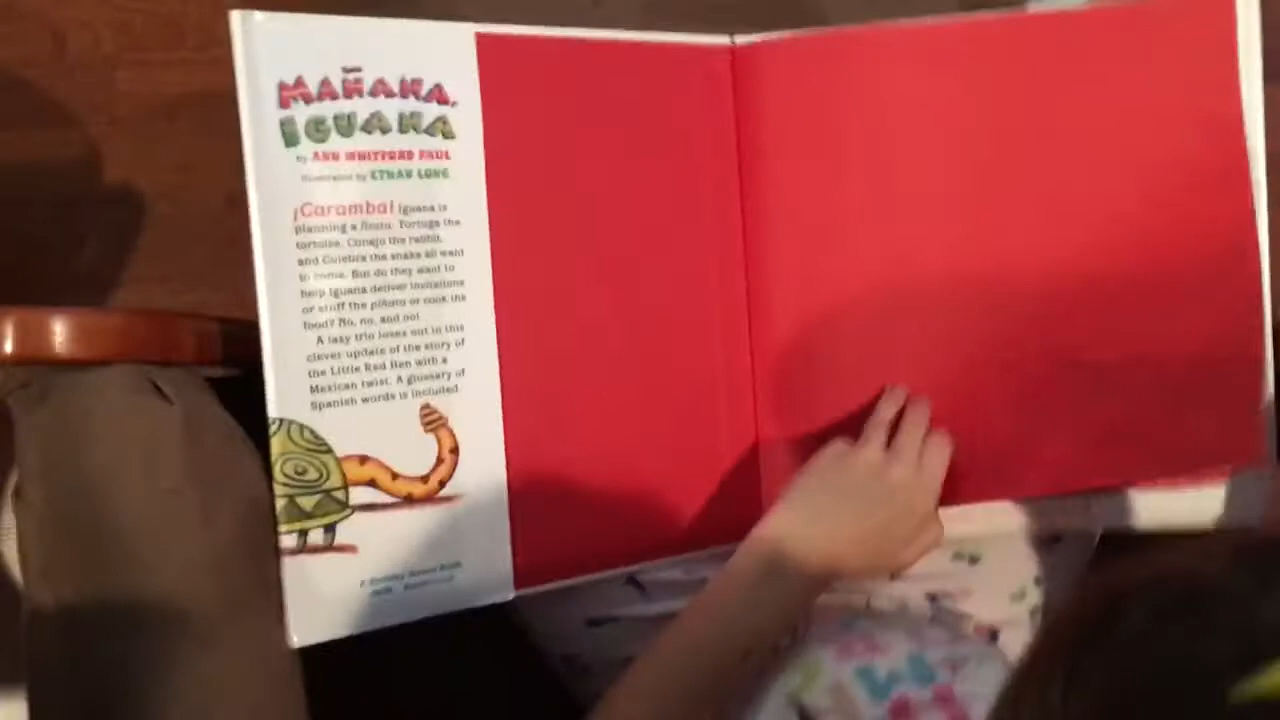 MAÑANA,
IGUANA
by ANN WHITFORD PAUL
illustrated by ETHAN LONG
¡Caramba! Iguana is
planning a fiesta. Tortuga the
tortoise, Conejo the rabbit,
and Culebra the snake all want
to come. But do they want to
help Iguana deliver invitations
or stuff the piñata or cook the
food? No, no, and no!
A lazy trio loses out in this
clever update of the story of
the Little Red Hen with a
Mexican twist. A glossary of
Spanish words is included.